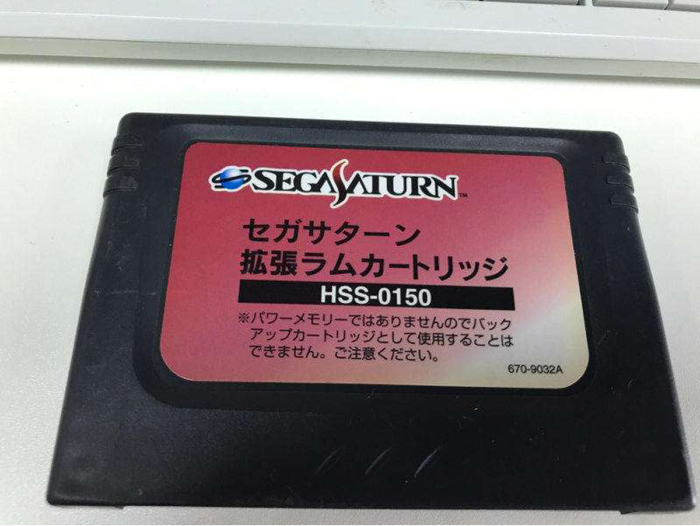 SEGASATURN™
セガサターン
拡張ラムカートリッジ
HSS-0150
※パワーメモリーではありませんのでバック
アップカートリッジとして使用することは
できません。ご注意ください。
670-9032A